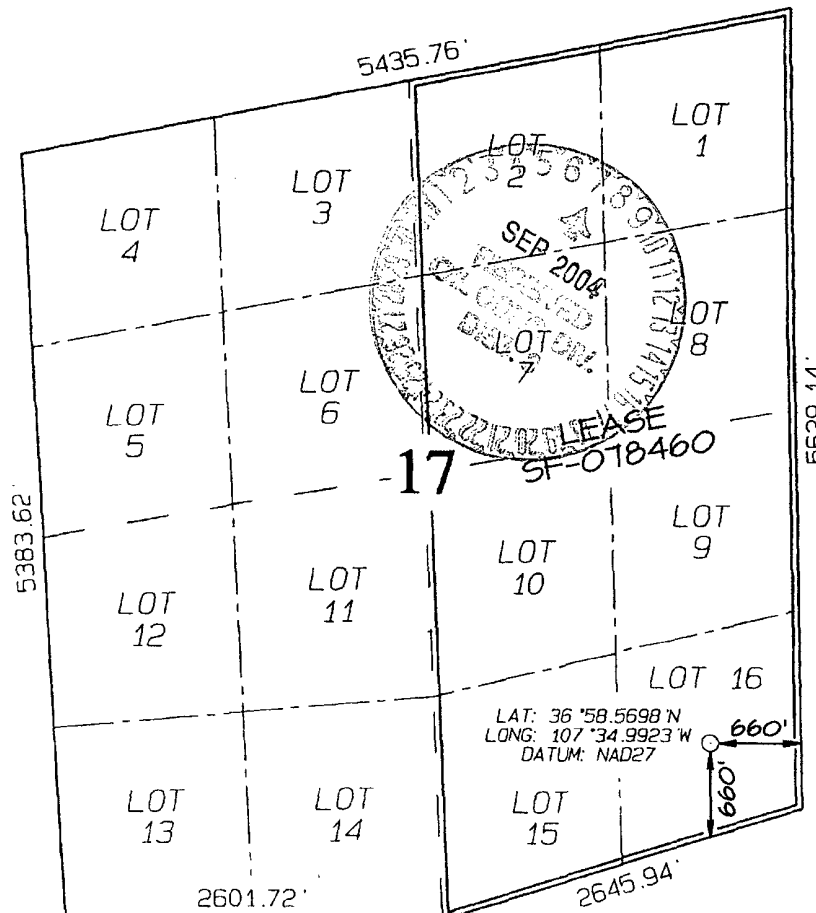 5435.76'
LOT
1
LOT
2
LOT
3
LOT
4
SEP 2004
LOT
8
LOT
7
LOT
6
LOT
5
LEASE
SF-078460
17
5383.62'
LOT
9
LOT
10
LOT
11
LOT
12
LOT 16
LAT: 36°58.5698'N
LONG: 107°34.9923'W
DATUM: NAD27
660'
660'
LOT
13
LOT
14
LOT
15
2601.72'
2645.94'